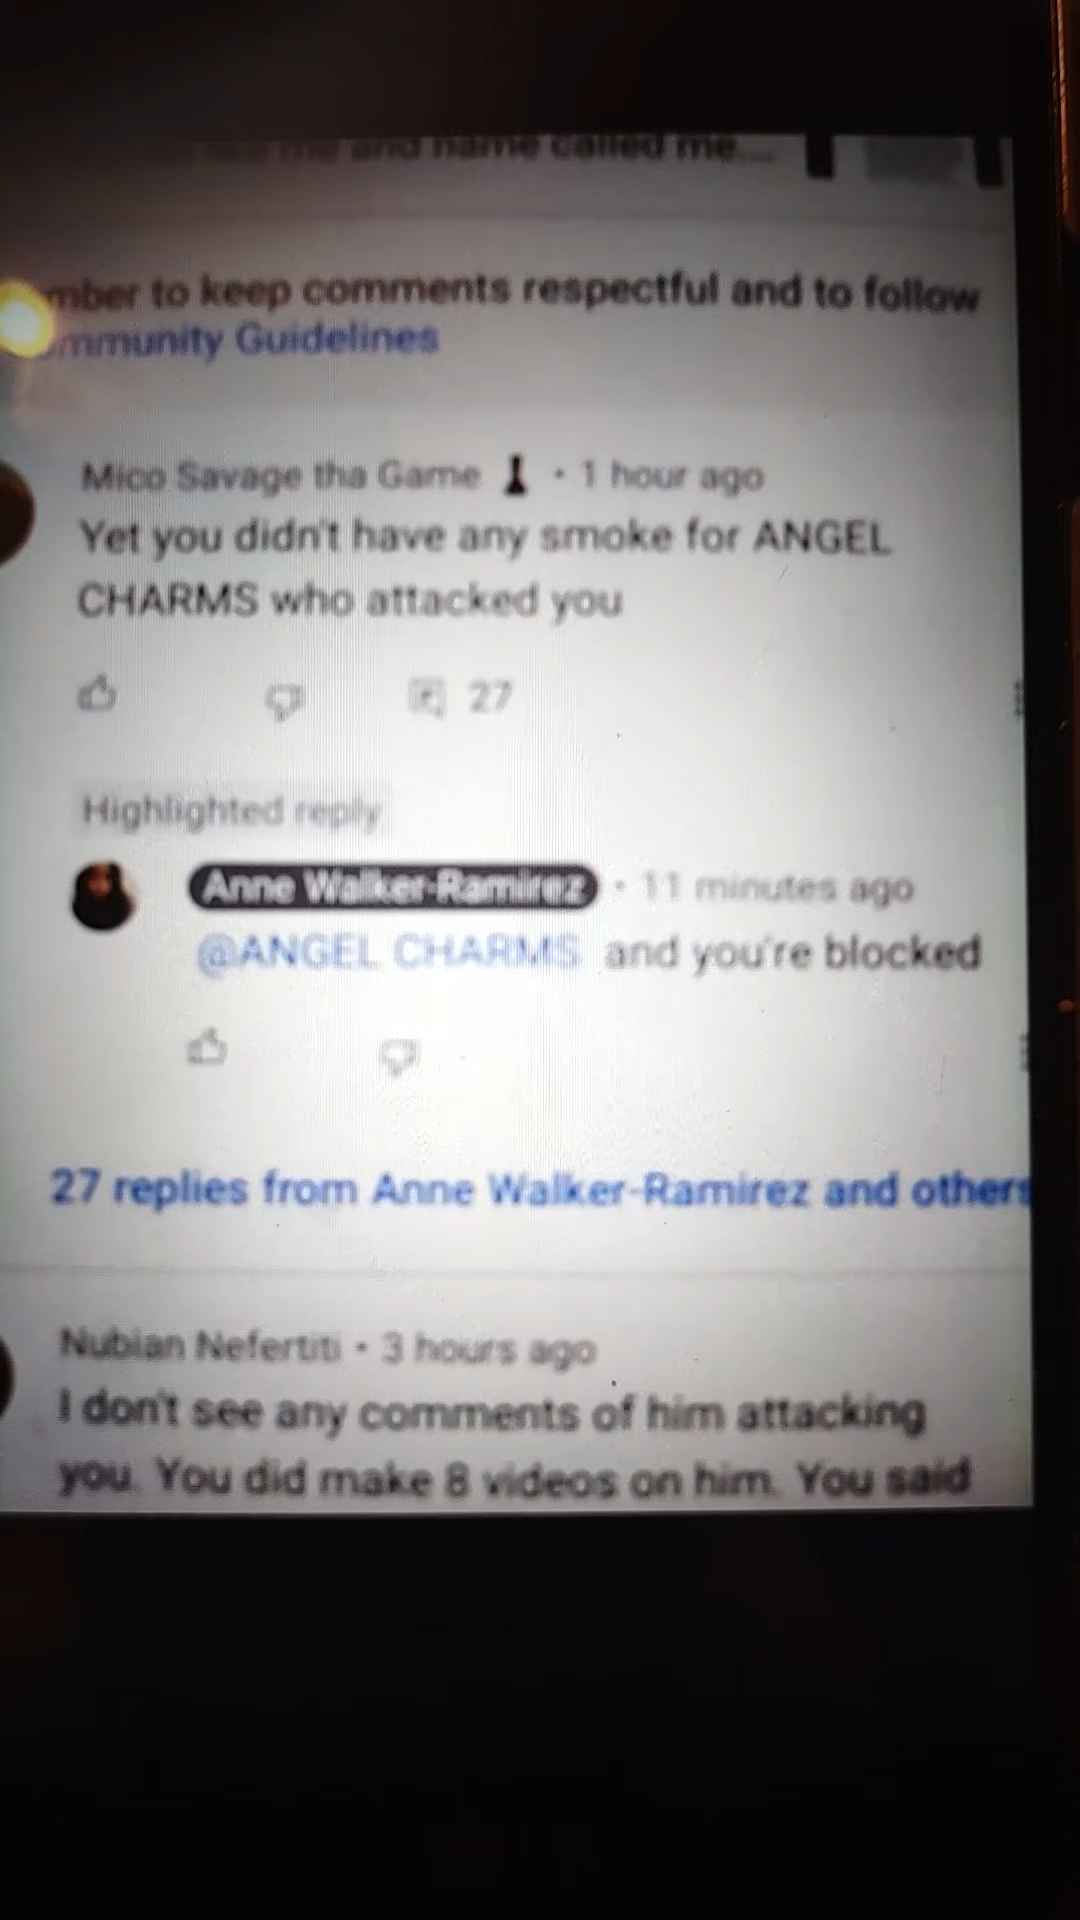 me and name called me...
mber to keep comments respectful and to follow
mmunity Guidelines
Mico Savage tha Game · 1 hour ago
Yet you didn't have any smoke for ANGEL
CHARMS who attacked you
27
Highlighted reply
Anne Walker-Ramirez · 11 minutes ago
@ANGEL CHARMS and you're blocked
27 replies from Anne Walker-Ramirez and others
Nubian Nefertiti · 3 hours ago
I don't see any comments of him attacking
you. You did make 8 videos on him. You said